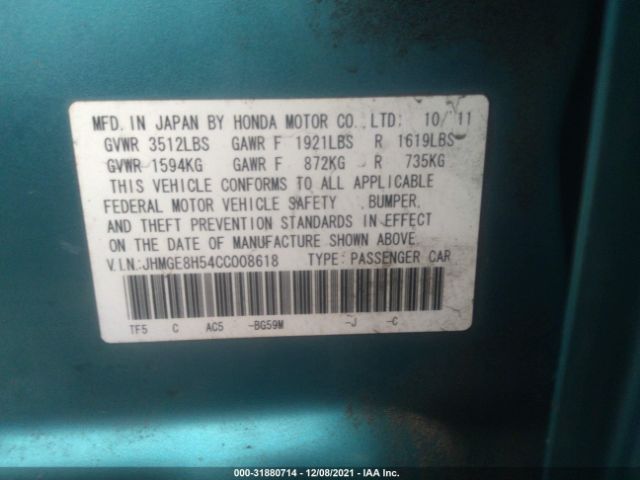 MFD. IN JAPAN BY HONDA MOTOR CO., LTD: 10/11
GVWR 3512LBS GAWR F 1921LBS R 1619LBS
GVWR 1594KG GAWR F 872KG R 735KG
THIS VEHICLE CONFORMS TO ALL APPLICABLE
FEDERAL MOTOR VEHICLE SAFETY, BUMPER,
AND THEFT PREVENTION STANDARDS IN EFFECT
ON THE DATE OF MANUFACTURE SHOWN ABOVE.
V.I.N.:JHMGE8H54CC008618 TYPE: PASSENGER CAR
TF5 C AC5 -BG59M -J -C
000-31880714 - 12/08/2021 - IAA Inc.